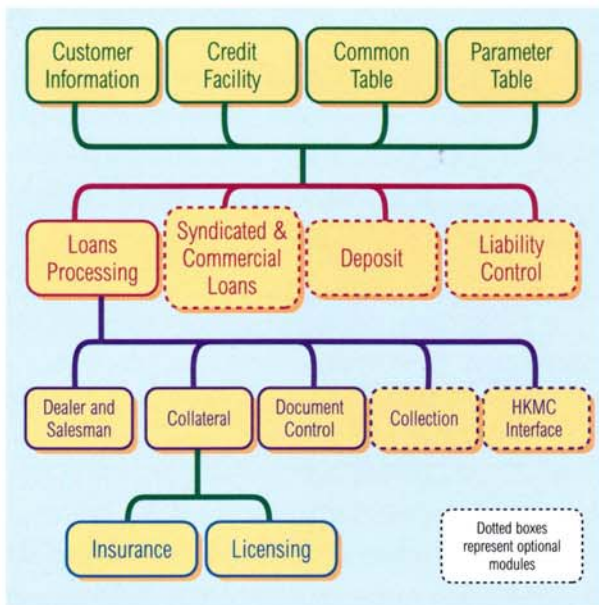 Customer
Information
Credit
Facility
Common
Table
Parameter
Table
Loans
Processing
Syndicated &
Commercial
Loans
Deposit
Liability
Control
Dealer and
Salesman
Collateral
Document
Control
Collection
HKMC
Interface
Insurance
Licensing
Dotted boxes
represent optional
modules